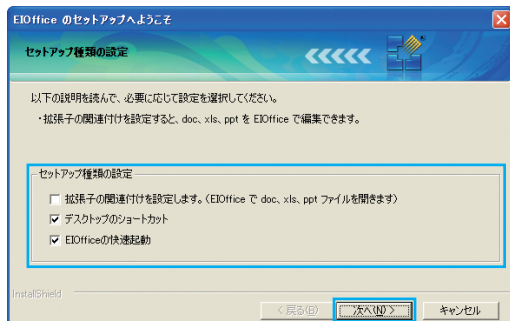 EIOffice のセットアップへようこそ
セットアップ種類の設定
以下の説明を読んで、必要に応じて設定を選択してください。
・拡張子の関連付けを設定すると、doc、xls、ppt を EIOffice で編集できます。
セットアップ種類の設定
拡張子の関連付けを設定します。(EIOffice で doc、xls、ppt ファイルを開きます)
デスクトップのショートカット
EIOfficeの快速起動
InstallShield
< 戻る(B)
次へ(N) >
キャンセル